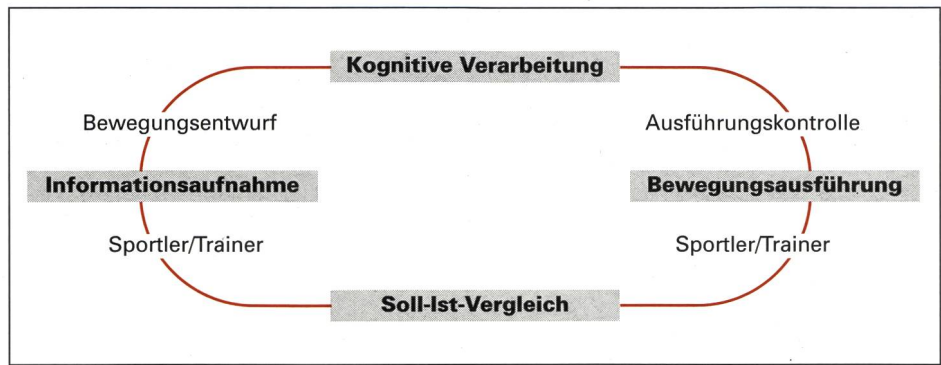 Kognitive Verarbeitung
Bewegungsentwurf
Ausführungskontrolle
Informationsaufnahme
Bewegungsausführung
Sportler/Trainer
Sportler/Trainer
Soll-Ist-Vergleich